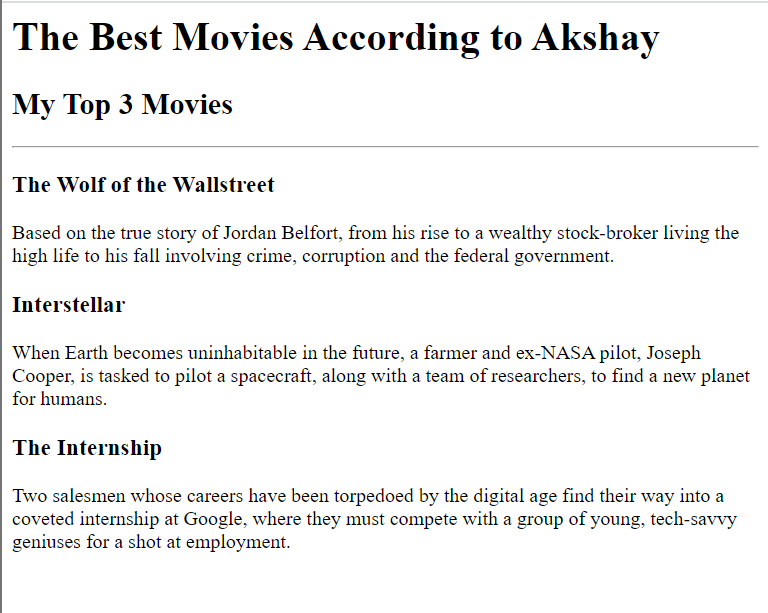 The Best Movies According to Akshay
My Top 3 Movies
The Wolf of the Wallstreet
Based on the true story of Jordan Belfort, from his rise to a wealthy stock-broker living the
high life to his fall involving crime, corruption and the federal government.
Interstellar
When Earth becomes uninhabitable in the future, a farmer and ex-NASA pilot, Joseph
Cooper, is tasked to pilot a spacecraft, along with a team of researchers, to find a new planet
for humans.
The Internship
Two salesmen whose careers have been torpedoed by the digital age find their way into a
coveted internship at Google, where they must compete with a group of young, tech-savvy
geniuses for a shot at employment.